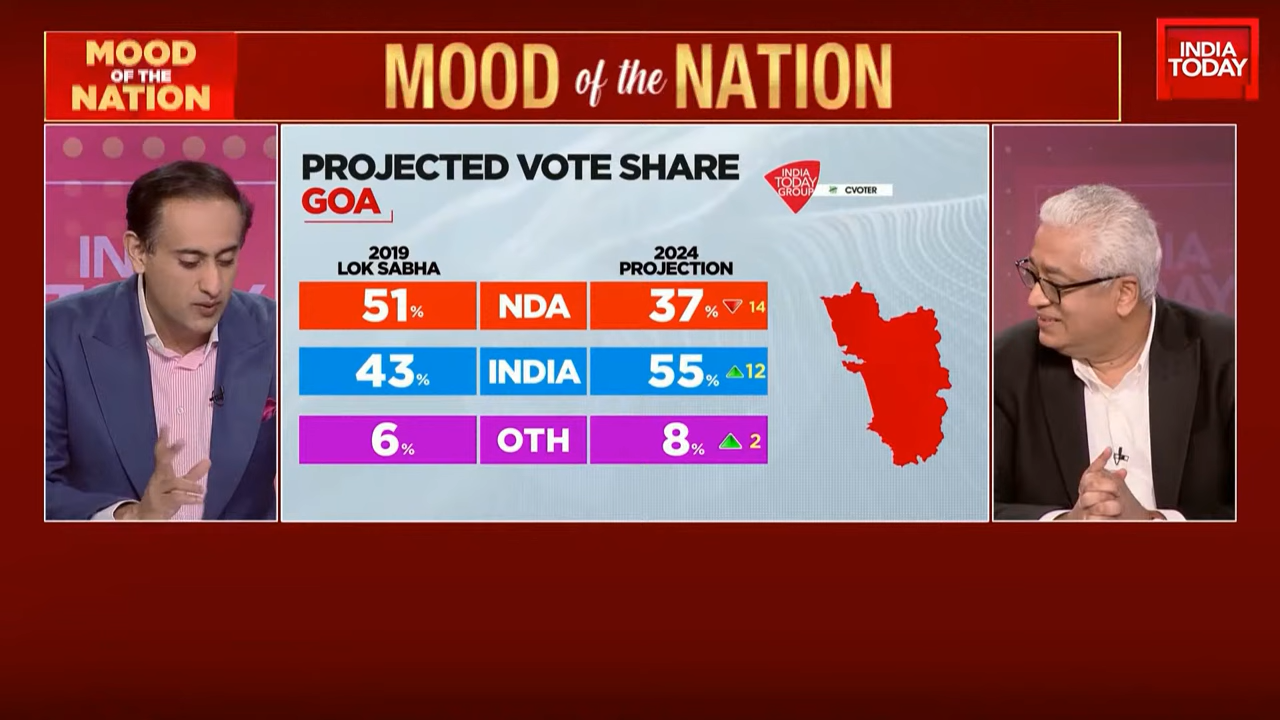 MOOD
OF THE
NATION
MOOD of the NATION
INDIA
TODAY
PROJECTED VOTE SHARE
GOA
INDIA
TODAY
GROUP
CVOTER
2019
LOK SABHA
2024
PROJECTION
51% NDA 37% 14
43% INDIA 55% 12
6% OTH 8% 2
IN